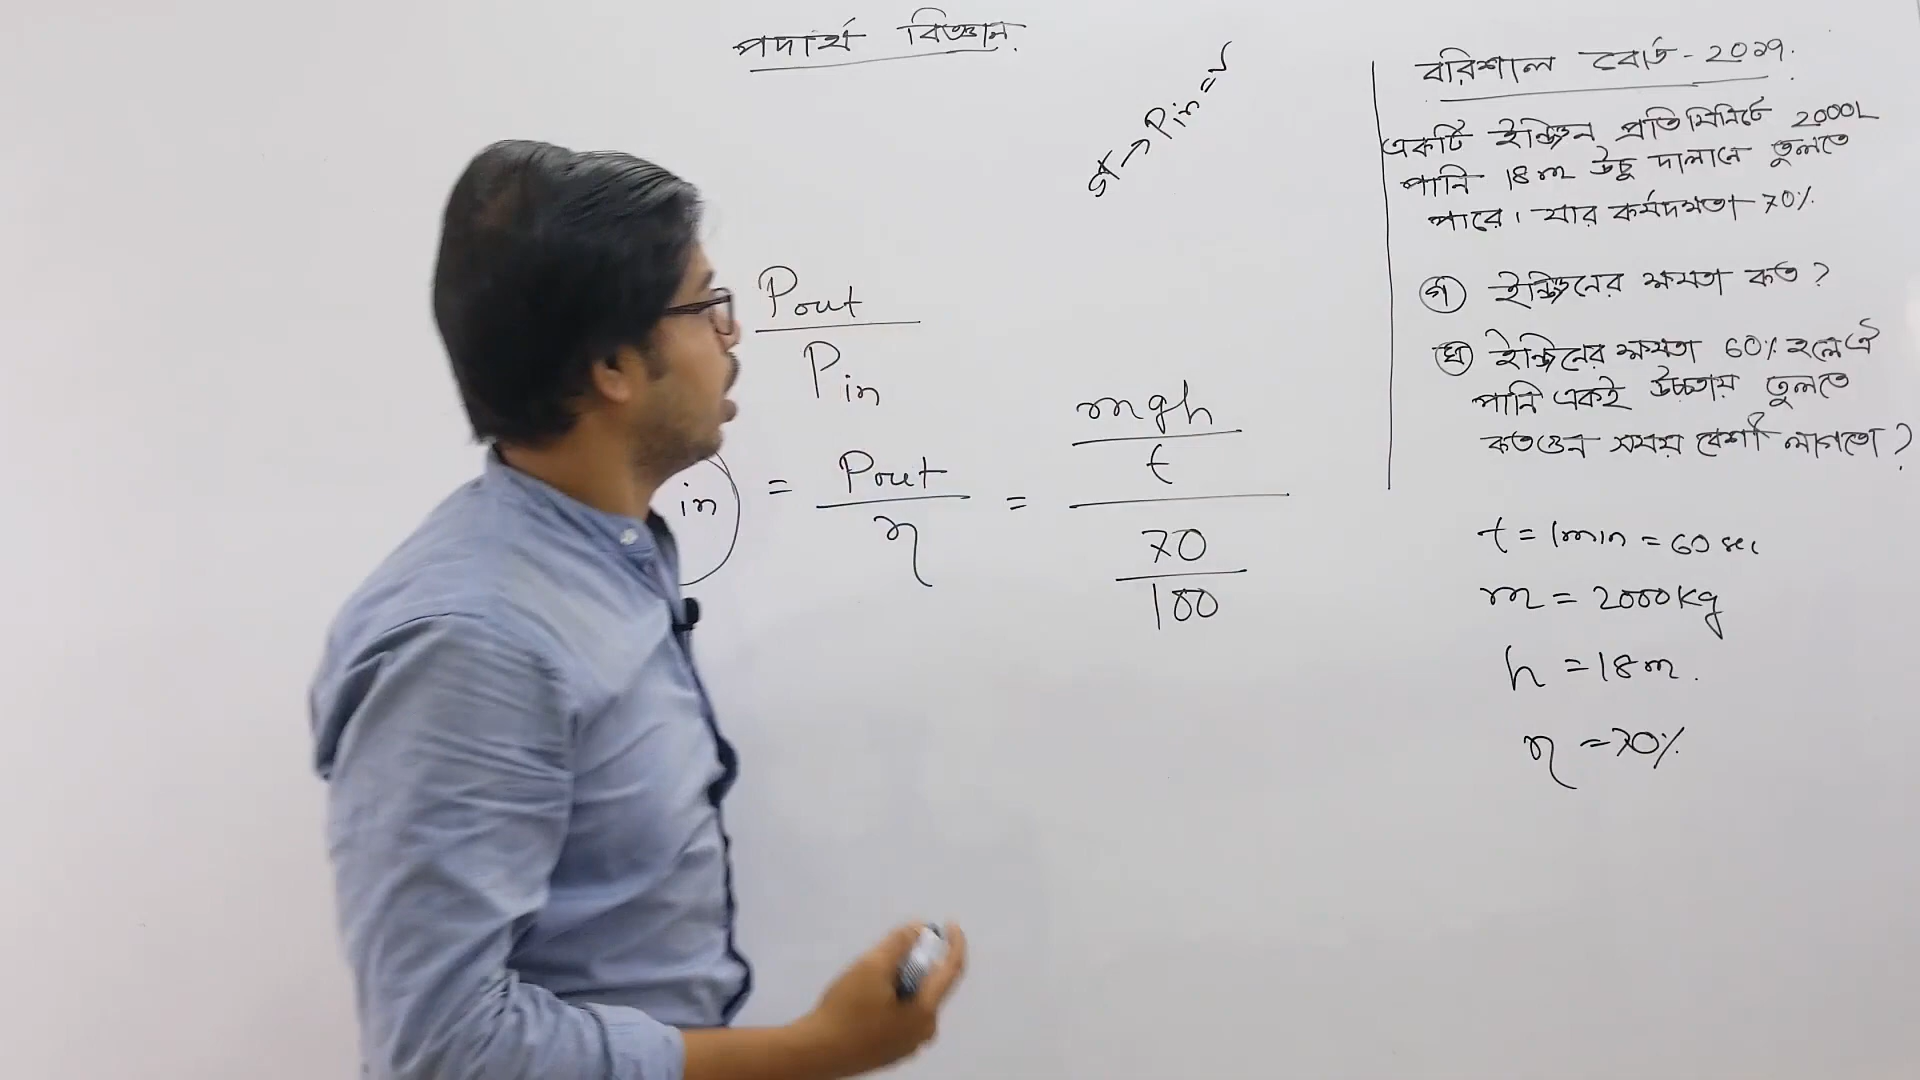 পদার্থ বিজ্ঞান
গ → Pin = ?
Pout
Pin
in = Pout / η = mgh / t / 70 / 100
বরিশাল বোর্ড - ২০১৭.
একটি ইঞ্জিন প্রতি মিনিটে 2000L
পানি 18m উঁচু দালানে তুলতে
পারে। যার কর্মদক্ষতা 70%
গ ইঞ্জিনের ক্ষমতা কত?
ঘ ইঞ্জিনের ক্ষমতা 60% হলে ঐ
পানি একই উচ্চতায় তুলতে
কতগুন সময় বেশী লাগতো?
t = 1min = 60 sec
m = 2000kg
h = 18m.
η = 70%